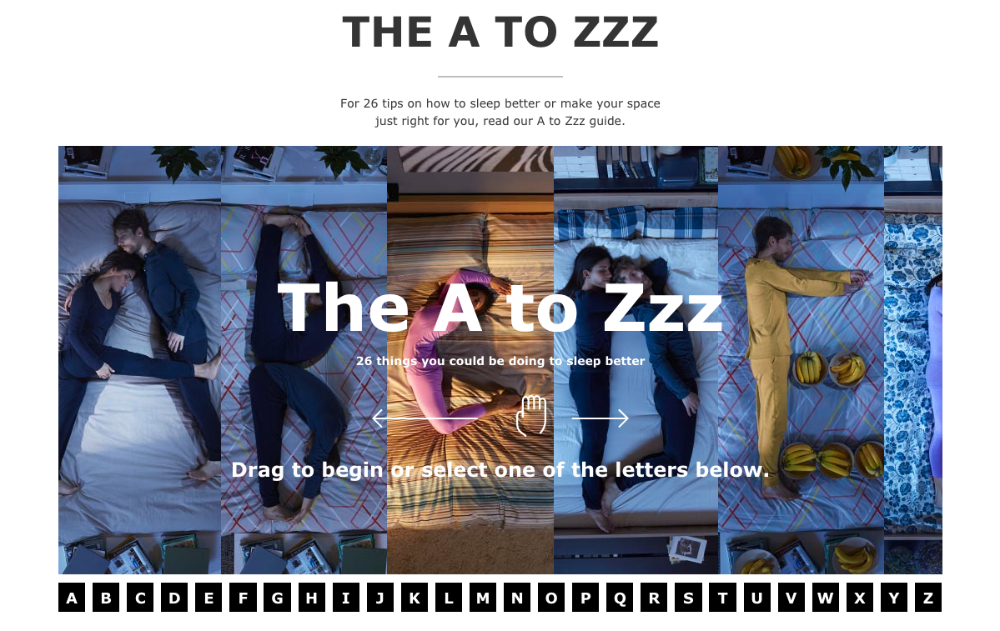 THE A TO ZZZ
For 26 tips on how to sleep better or make your space
just right for you, read our A to Zzz guide.
The A to Zzz
26 things you could be doing to sleep better
Drag to begin or select one of the letters below.
A B C D E F G H I J K L M N O P Q R S T U V W X Y Z